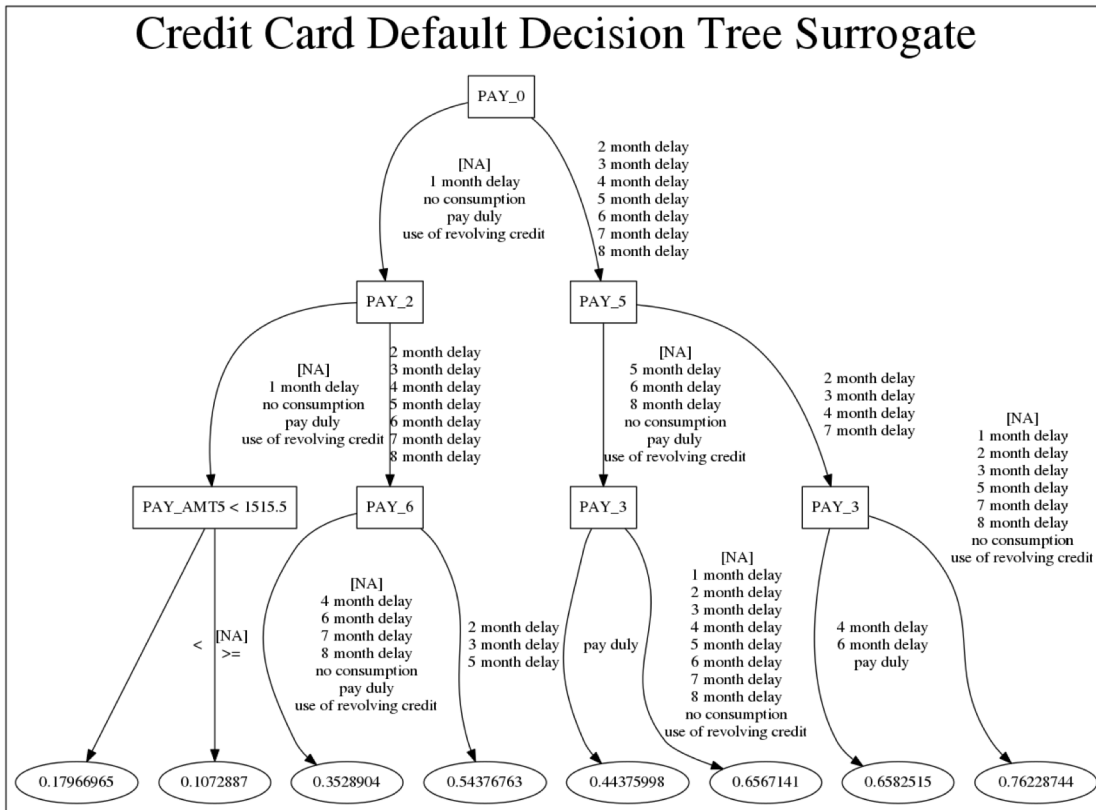 Credit Card Default Decision Tree Surrogate
PAY_0
[NA]
1 month delay
no consumption
pay duly
use of revolving credit
2 month delay
3 month delay
4 month delay
5 month delay
6 month delay
7 month delay
8 month delay
PAY_2
PAY_5
[NA]
1 month delay
no consumption
pay duly
use of revolving credit
2 month delay
3 month delay
4 month delay
5 month delay
6 month delay
7 month delay
8 month delay
[NA]
5 month delay
6 month delay
8 month delay
no consumption
pay duly
use of revolving credit
2 month delay
3 month delay
4 month delay
7 month delay
PAY_AMT5 < 1515.5
PAY_6
PAY_3
PAY_3
<
[NA]
>=
[NA]
4 month delay
6 month delay
7 month delay
8 month delay
no consumption
pay duly
use of revolving credit
2 month delay
3 month delay
5 month delay
pay duly
[NA]
1 month delay
2 month delay
3 month delay
4 month delay
5 month delay
6 month delay
7 month delay
8 month delay
no consumption
use of revolving credit
4 month delay
6 month delay
pay duly
[NA]
1 month delay
2 month delay
3 month delay
5 month delay
7 month delay
8 month delay
no consumption
use of revolving credit
0.17966965
0.1072887
0.3528904
0.54376763
0.44375998
0.6567141
0.6582515
0.76228744